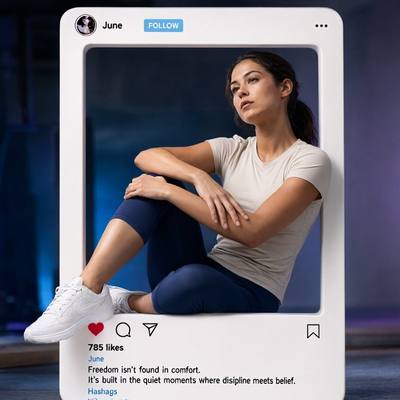 June FOLLOW
785 likes
June
Freedom isn't found in comfort.
It's built in the quiet moments where disipline meets belief.
Hashags